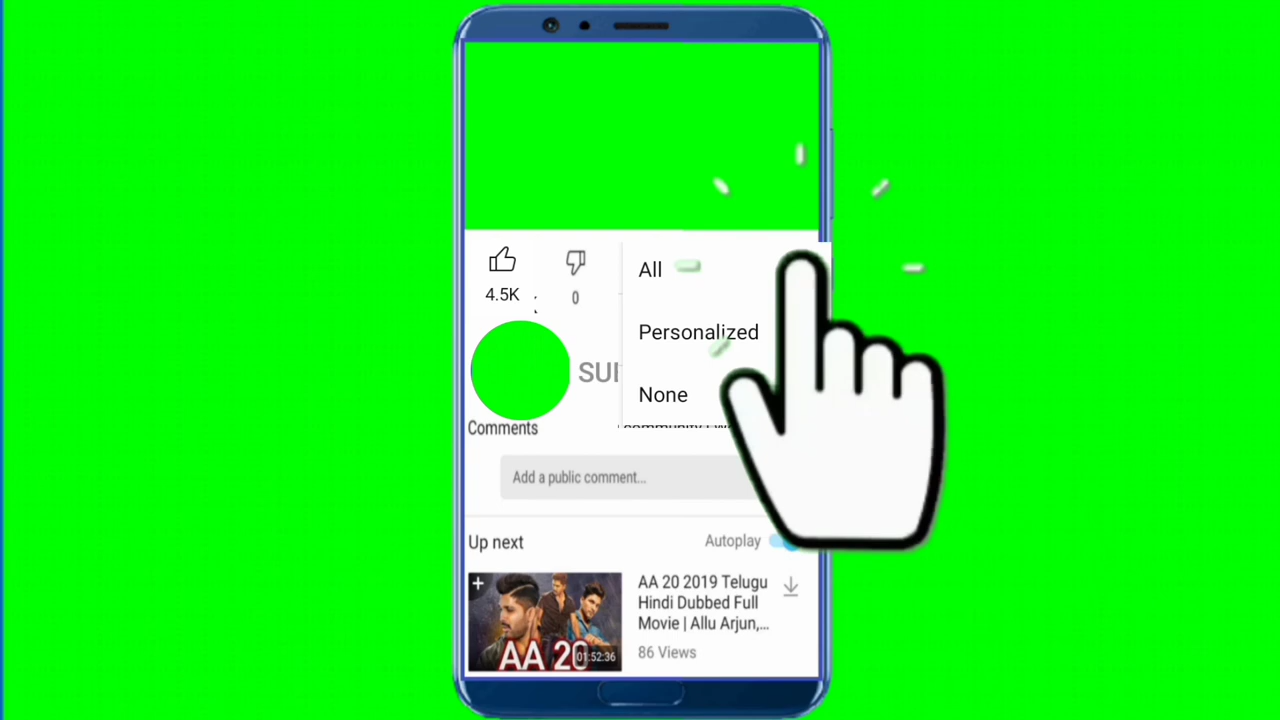 4.5K
0
All
Personalized
None
SU
Comments
Add a public comment...
Up next
Autoplay
AA 20 2019 Telugu
Hindi Dubbed Full
Movie | Allu Arjun,...
86 Views
AA 20
01:52:36